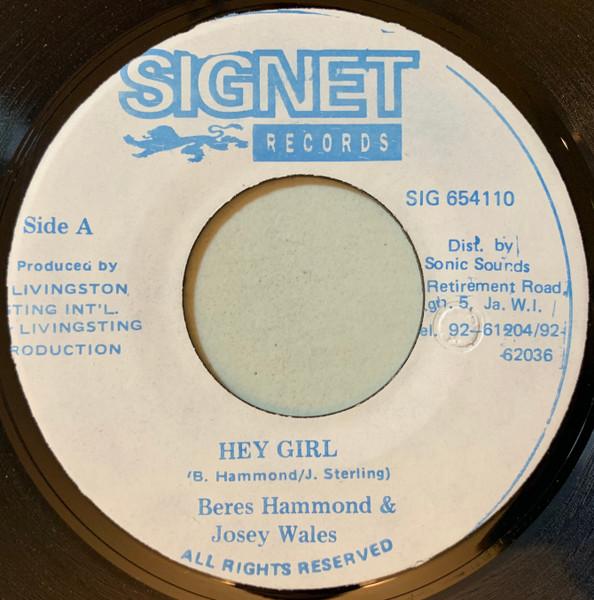 SIGNET
RECORDS
SIG 654110
Side A
Produced by
LIVINGSTON
TING INT'L.
LIVINGSTING
RODUCTION
Dist. by
Sonic Sounds
Retirement Road,
gh. 5, Ja. W.I.
el. 92-61904/92-
62036
HEY GIRL
(B. Hammond/J. Sterling)
Beres Hammond &
Josey Wales
ALL RIGHTS RESERVED